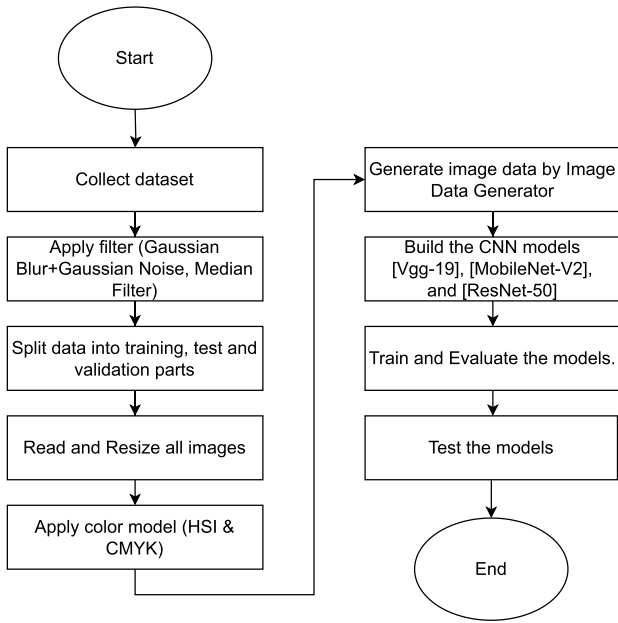 Start
Collect dataset
Apply filter (Gaussian
Blur+Gaussian Noise, Median
Filter)
Split data into training, test and
validation parts
Read and Resize all images
Apply color model (HSI &
CMYK)
Generate image data by Image
Data Generator
Build the CNN models
[Vgg-19], [MobileNet-V2],
and [ResNet-50]
Train and Evaluate the models.
Test the models
End